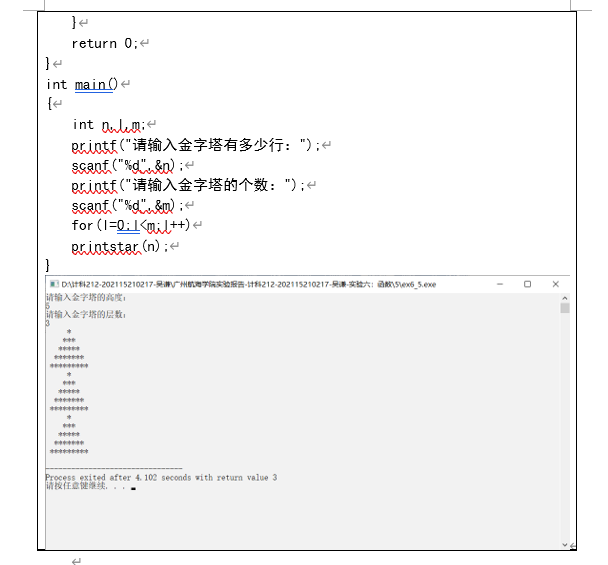 }
return 0;
}
int main()
{
int n,l,m;
printf("请输入金字塔有多少行：");
scanf("%d",&n);
printf("请输入金字塔的个数：");
scanf("%d",&m);
for(l=0;l<m;l++)
printstar(n);
}
D:\计科212-202115210217-吴谦\广州航海学院实验报告-计科212-202115210217-吴谦-实验六：函数\5\ex6_5.exe
请输入金字塔的高度：
5
请输入金字塔的层数：
3
*
***
*****
*******
*********
*
***
*****
*******
*********
*
***
*****
*******
*********
--------------------------------
Process exited after 4.102 seconds with return value 3
请按任意键继续. . .